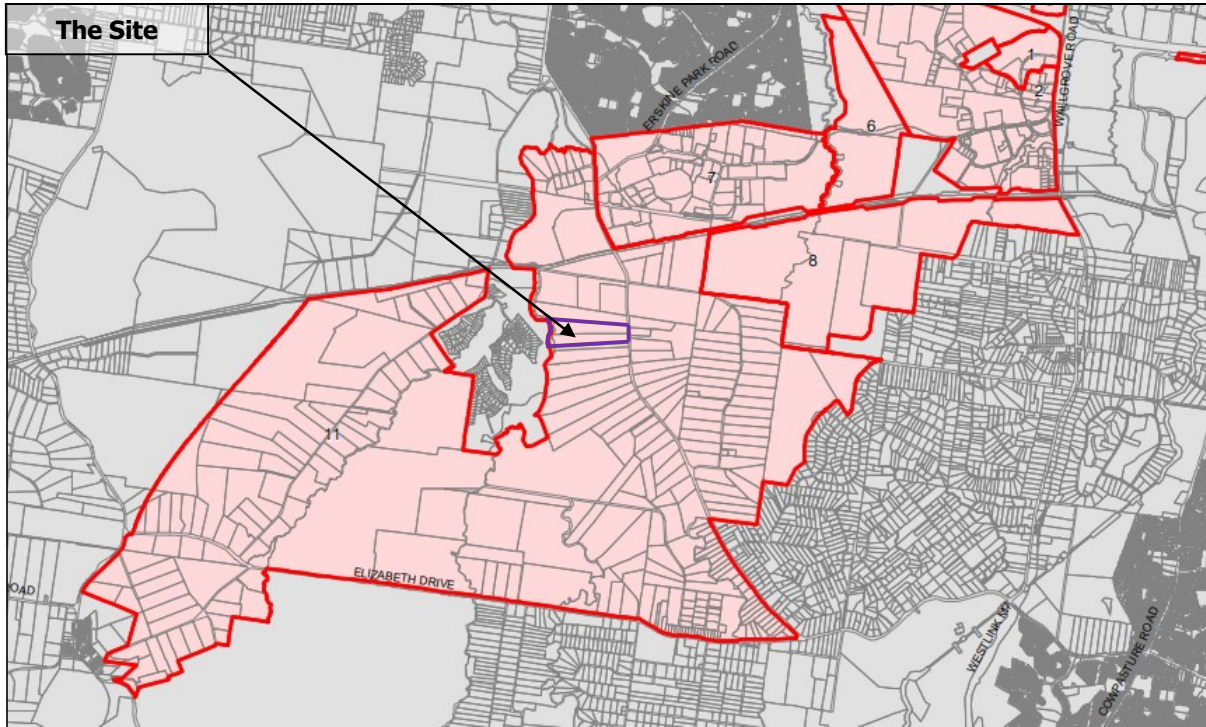 The Site
ERSKINE PARK ROAD
WALLGROVE ROAD
1
2
6
7
8
11
ELIZABETH DRIVE
OAD
WESTLINK M7
COWPASTURE ROAD